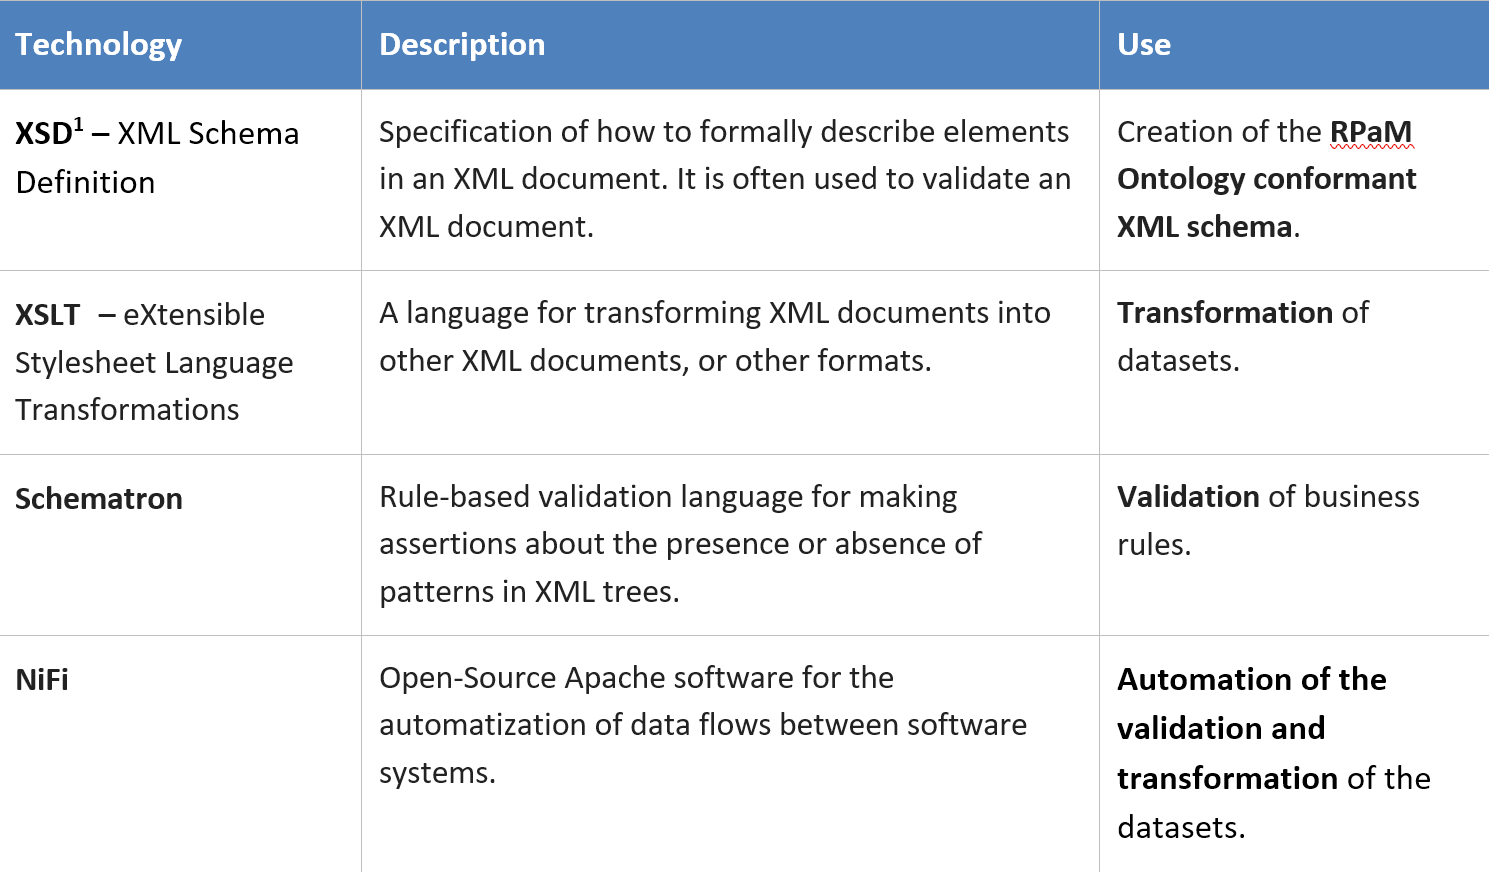 Technology
Description
Use
XSD¹ – XML Schema
Definition
Specification of how to formally describe elements
in an XML document. It is often used to validate an
XML document.
Creation of the RPaM
Ontology conformant
XML schema.
XSLT – eXtensible
Stylesheet Language
Transformations
A language for transforming XML documents into
other XML documents, or other formats.
Transformation of
datasets.
Schematron
Rule-based validation language for making
assertions about the presence or absence of
patterns in XML trees.
Validation of business
rules.
NiFi
Open-Source Apache software for the
automatization of data flows between software
systems.
Automation of the
validation and
transformation of the
datasets.